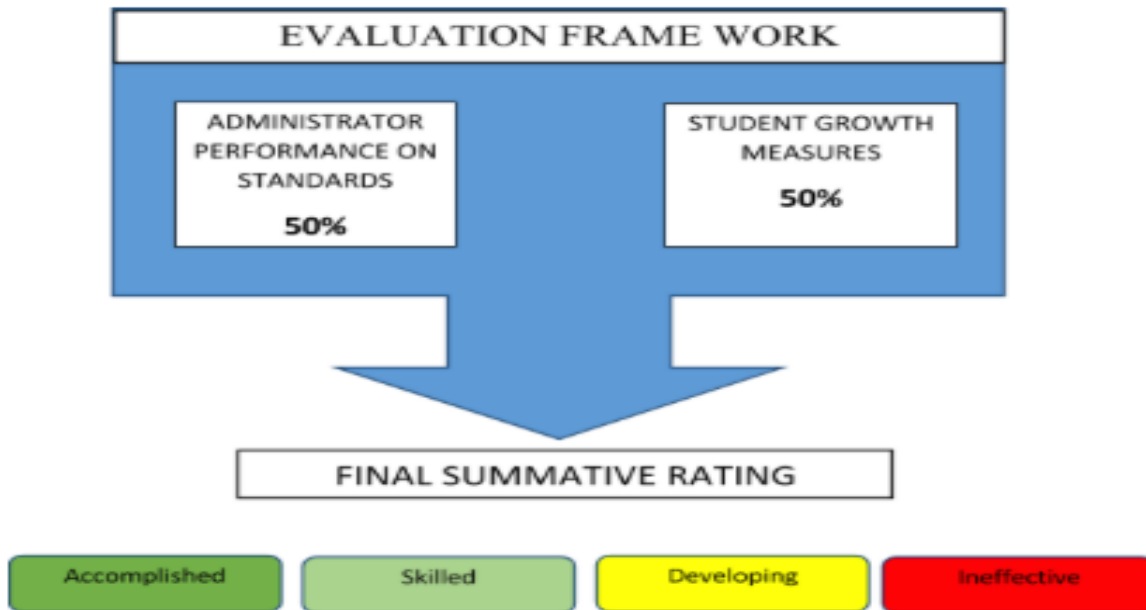 EVALUATION FRAME WORK
ADMINISTRATOR
PERFORMANCE ON
STANDARDS
50%
STUDENT GROWTH
MEASURES
50%
FINAL SUMMATIVE RATING
Accomplished
Skilled
Developing
Ineffective